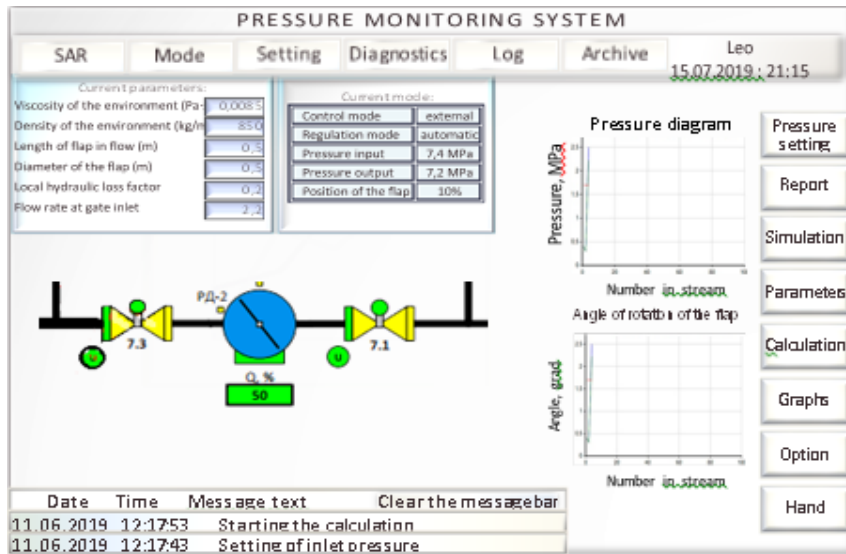 PRESSURE MONITORING SYSTEM
SAR Mode Setting Diagnostics Log Archive
Leo
15.07.2019 : 21:15
Current parameters:
Viscosity of the environment (Pa- 0,0085
Density of the environment (kg/m 850
Length of flap in flow (m) 0,5
Diameter of the flap (m) 0,5
Local hydraulic loss factor 0,2
Flow rate at gate inlet 2,2
Current mode:
Control mode external
Regulation mode automatic
Pressure input 7,4 MPa
Pressure output 7,2 MPa
Position of the flap 10%
Pressure diagram
Pressure, MPa
Number in stream
Angle of rotation of the flap
Angle, grad
Number in stream
Pressure setting
Report
Simulation
Parameters
Calculation
Graphs
Option
Hand
РД-2
7.3
7.1
U
U
Q, %
50
Date Time Message text Clear the messagebar
11.06.2019 12:17:53 Starting the calculation
11.06.2019 12:17:43 Setting of inlet pressure